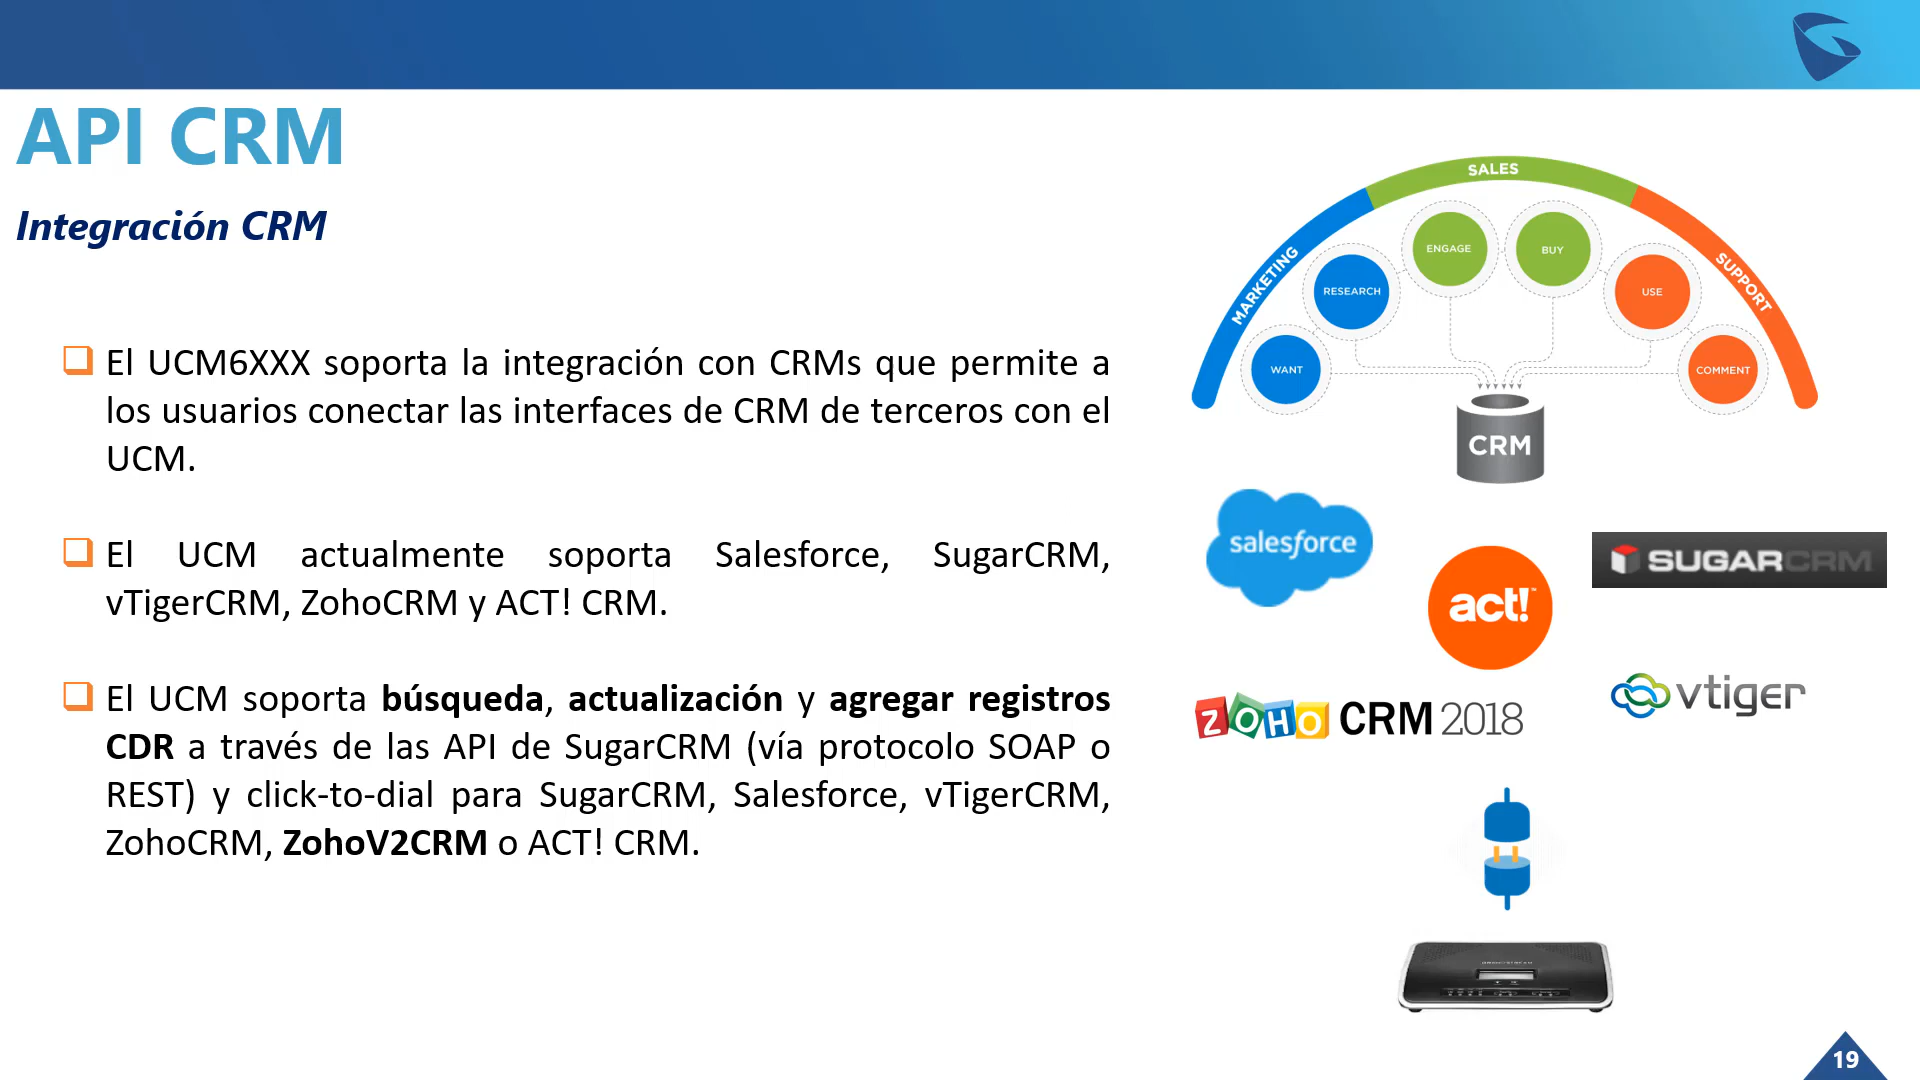 API CRM
Integración CRM
El UCM6XXX soporta la integración con CRMs que permite a
los usuarios conectar las interfaces de CRM de terceros con el
UCM.
El UCM actualmente soporta Salesforce, SugarCRM,
vTigerCRM, ZohoCRM y ACT! CRM.
El UCM soporta búsqueda, actualización y agregar registros
CDR a través de las API de SugarCRM (vía protocolo SOAP o
REST) y click-to-dial para SugarCRM, Salesforce, vTigerCRM,
ZohoCRM, ZohoV2CRM o ACT! CRM.
MARKETING
SALES
SUPPORT
WANT
RESEARCH
ENGAGE
BUY
USE
COMMENT
CRM
salesforce
act!™
SUGARCRM
ZOHO CRM 2018
vtiger
19